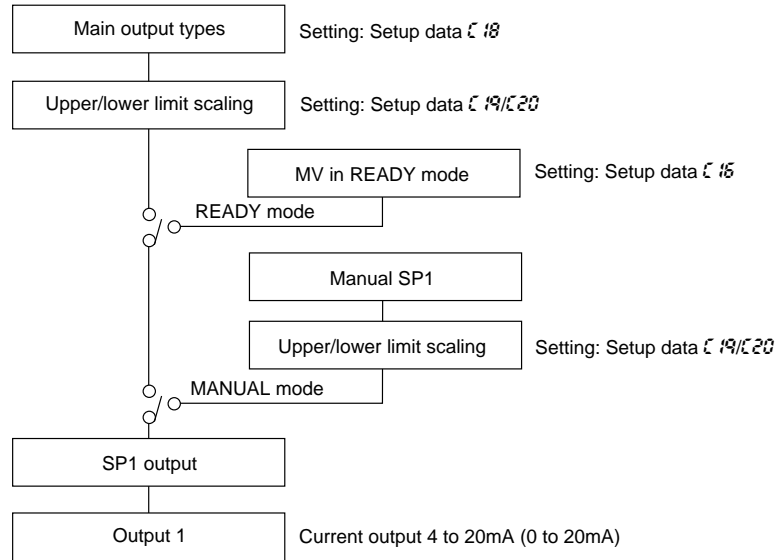 Main output types Setting: Setup data C18
Upper/lower limit scaling Setting: Setup data C19/C20
MV in READY mode Setting: Setup data C16
READY mode
Manual SP1
Upper/lower limit scaling Setting: Setup data C19/C20
MANUAL mode
SP1 output
Output 1 Current output 4 to 20mA (0 to 20mA)